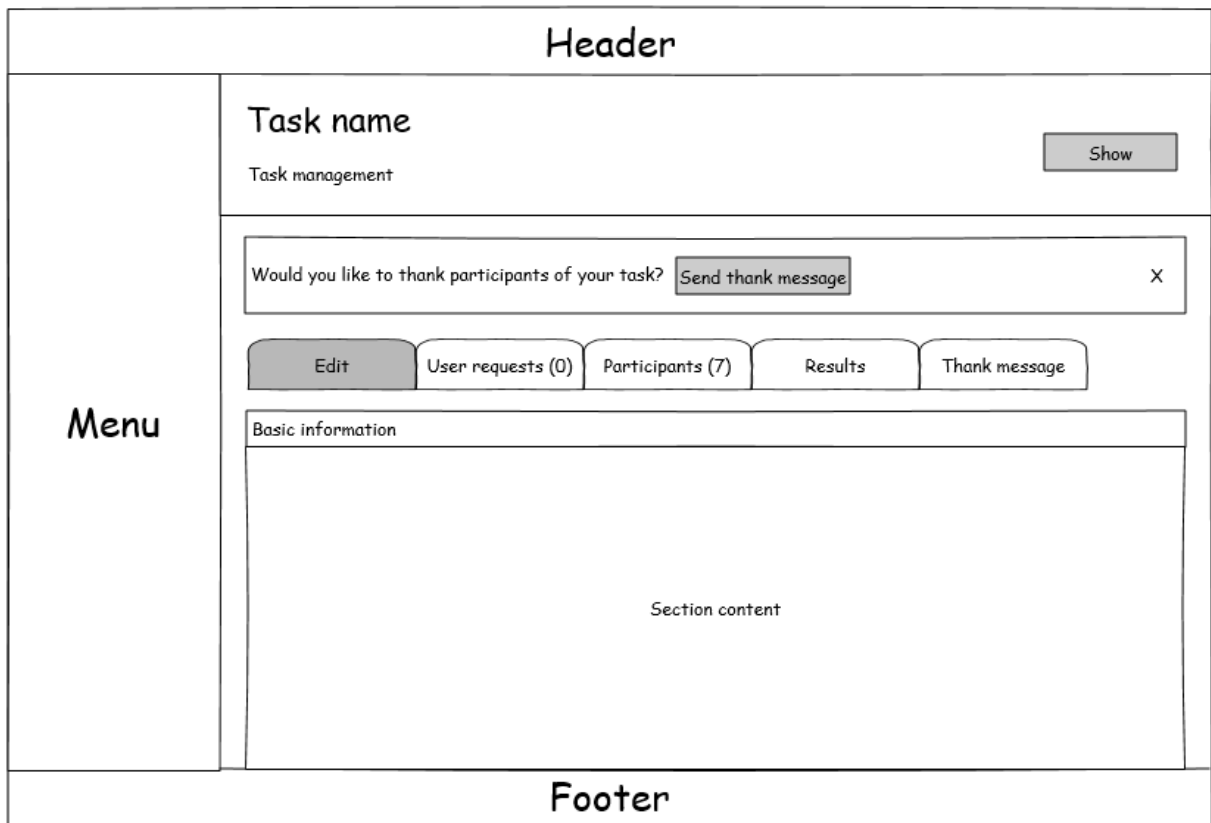 Header
Task name
Show
Task management
Would you like to thank participants of your task? Send thank message X
Edit User requests (0) Participants (7) Results Thank message
Menu
Basic information
Section content
Footer